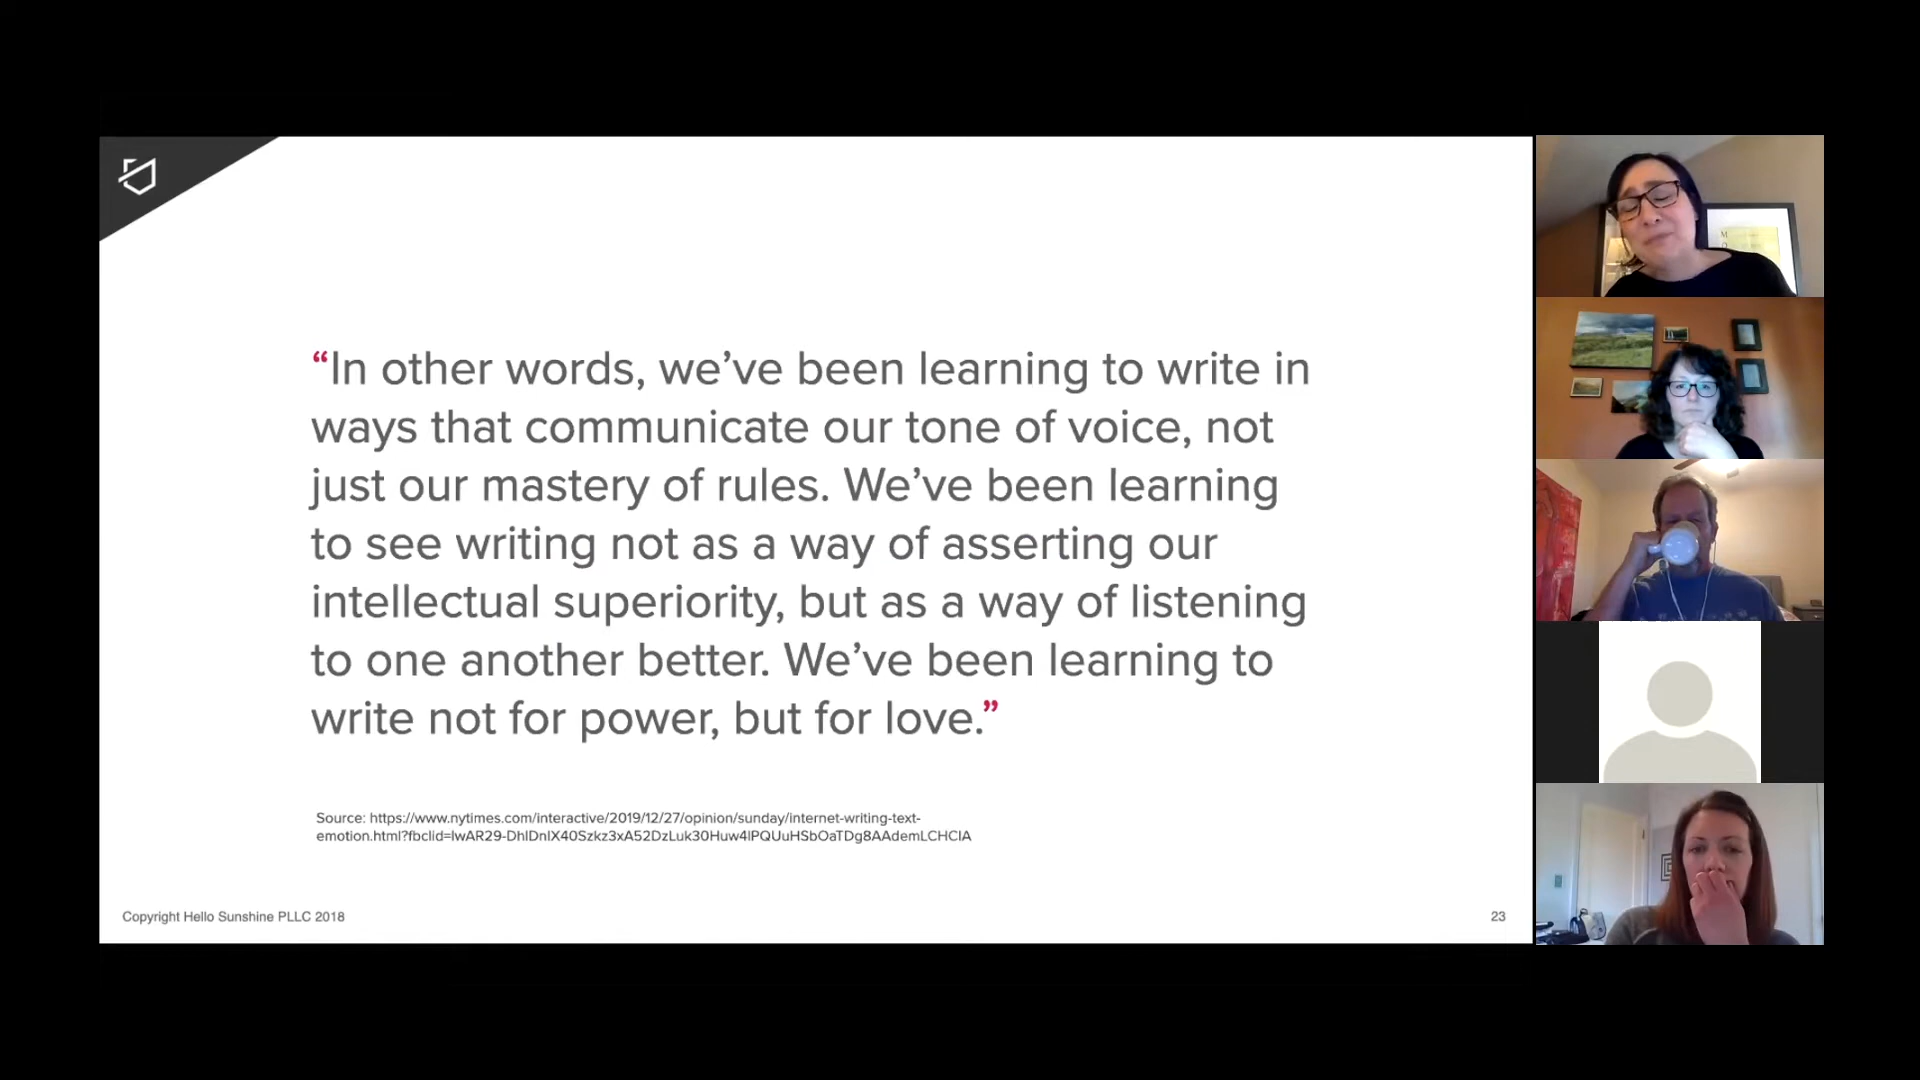 “In other words, we’ve been learning to write in
ways that communicate our tone of voice, not
just our mastery of rules. We’ve been learning
to see writing not as a way of asserting our
intellectual superiority, but as a way of listening
to one another better. We’ve been learning to
write not for power, but for love.”
Source: https://www.nytimes.com/interactive/2019/12/27/opinion/sunday/internet-writing-text-
emotion.html?fbclid=IwAR29-DhlDnlX40Szkz3xA52DzLuk30Huw4lPQUuHSbOaTDg8AAdemLCHCIA
Copyright Hello Sunshine PLLC 2018
23
M